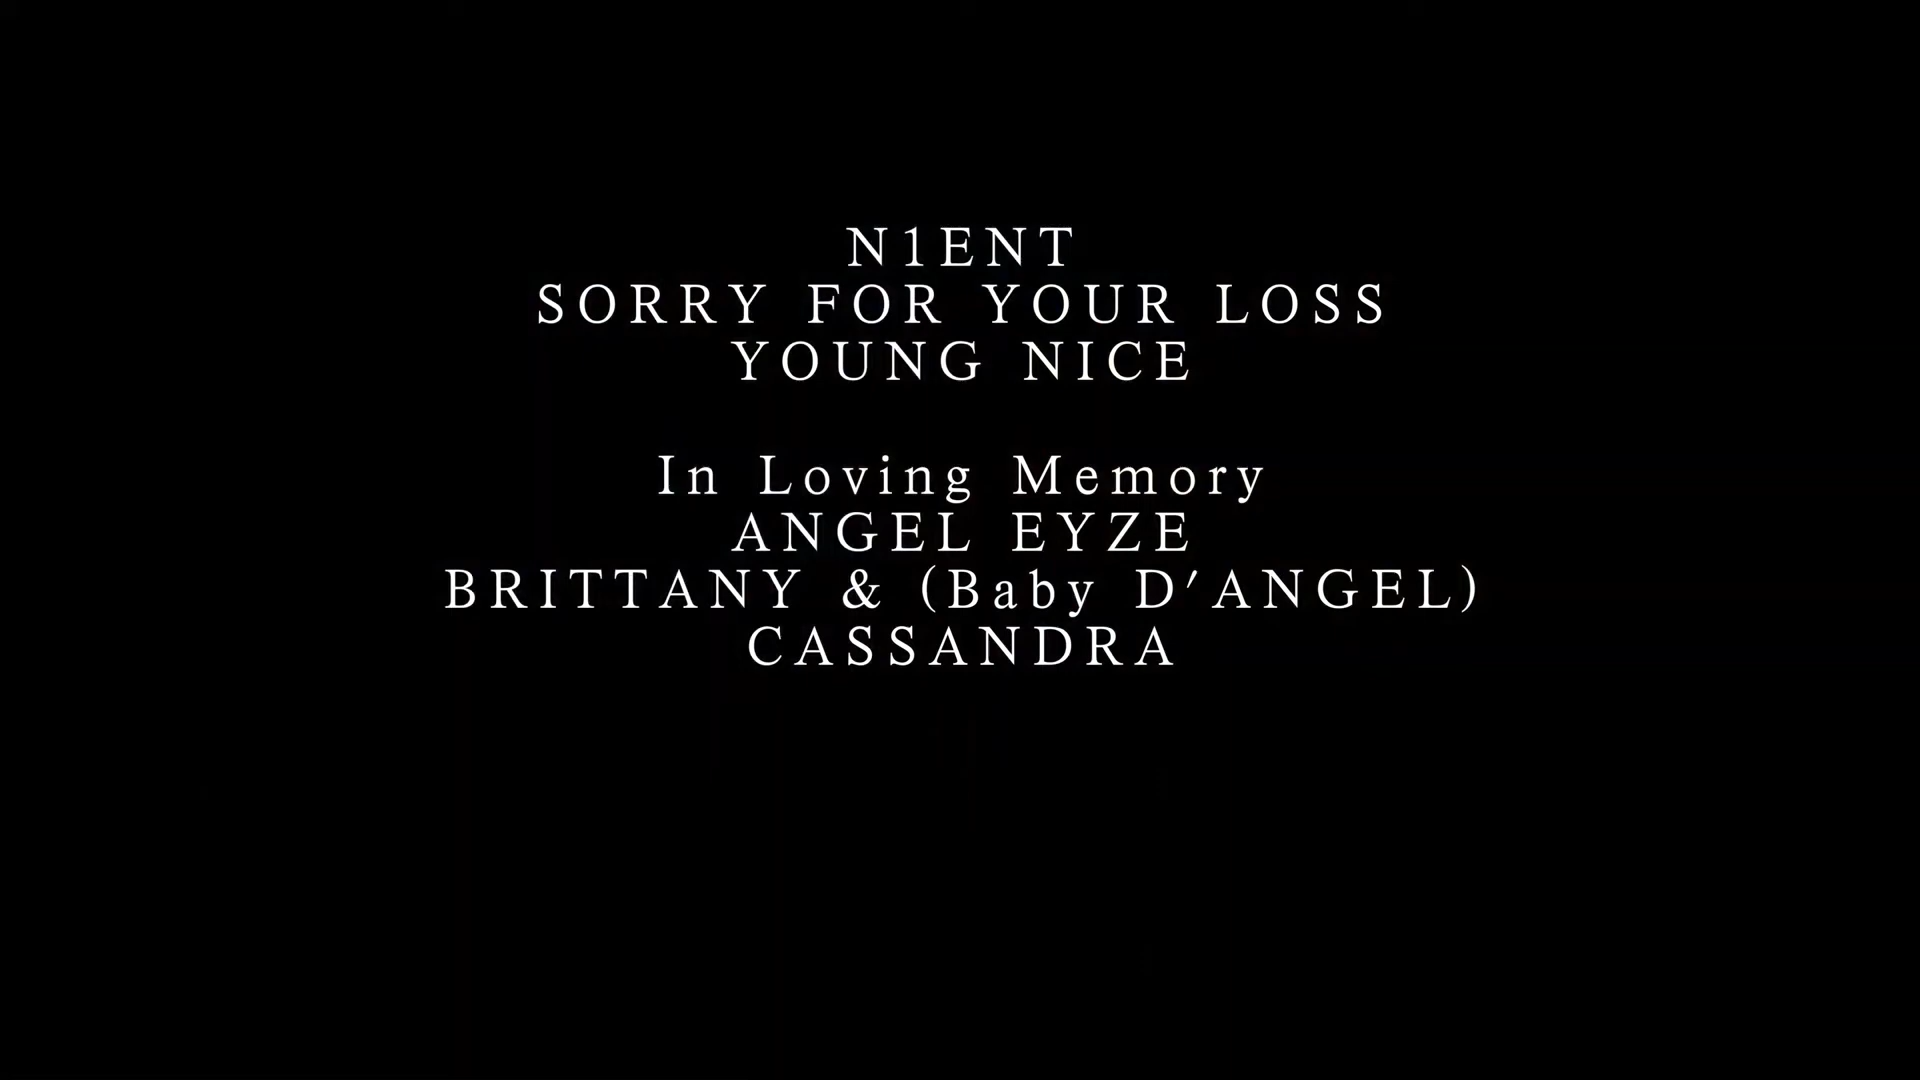 N1ENT
SORRY FOR YOUR LOSS
YOUNG NICE
In Loving Memory
ANGEL EYZE
BRITTANY & (Baby D'ANGEL)
CASSANDRA